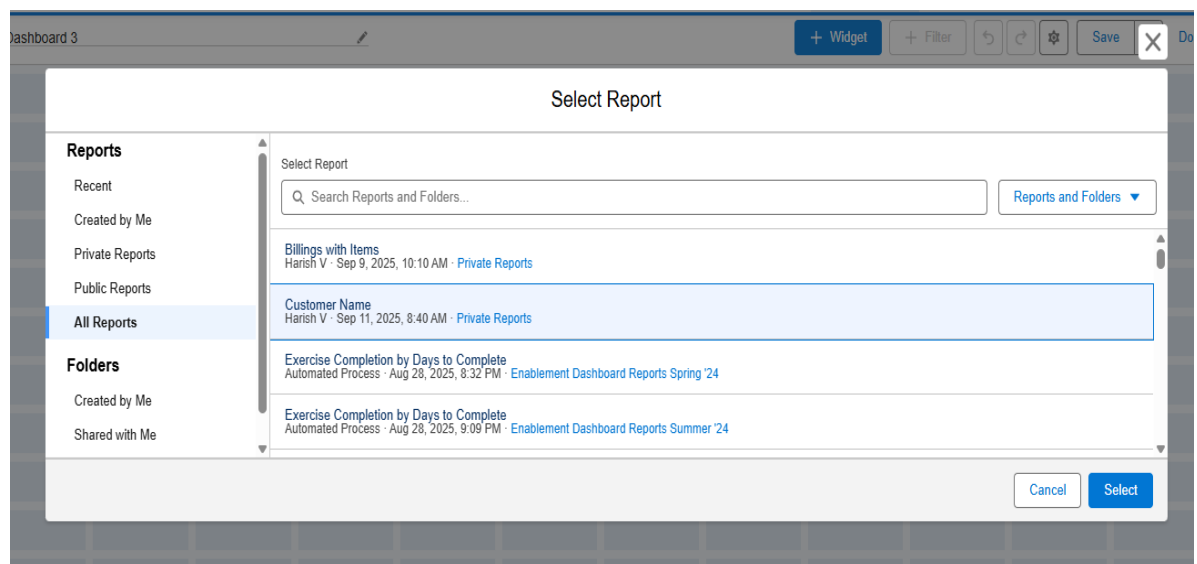 Dashboard 3
+ Widget
+ Filter
Save
Do
Select Report
Reports
Recent
Created by Me
Private Reports
Public Reports
All Reports
Folders
Created by Me
Shared with Me
Select Report
Search Reports and Folders...
Reports and Folders
Billings with Items
Harish V · Sep 9, 2025, 10:10 AM · Private Reports
Customer Name
Harish V · Sep 11, 2025, 8:40 AM · Private Reports
Exercise Completion by Days to Complete
Automated Process · Aug 28, 2025, 8:32 PM · Enablement Dashboard Reports Spring '24
Exercise Completion by Days to Complete
Automated Process · Aug 28, 2025, 9:09 PM · Enablement Dashboard Reports Summer '24
Cancel
Select